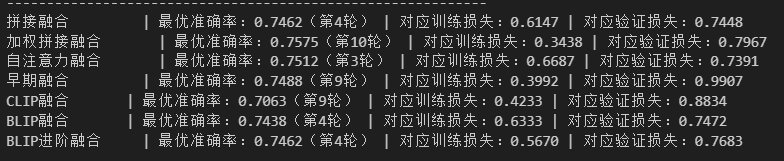 --------------------------------------------------------------
拼接融合 | 最优准确率：0.7462（第4轮） | 对应训练损失：0.6147 | 对应验证损失：0.7448
加权拼接融合 | 最优准确率：0.7575（第10轮） | 对应训练损失：0.3438 | 对应验证损失：0.7967
自注意力融合 | 最优准确率：0.7512（第3轮） | 对应训练损失：0.6687 | 对应验证损失：0.7391
早期融合 | 最优准确率：0.7488（第9轮） | 对应训练损失：0.3992 | 对应验证损失：0.9907
CLIP融合 | 最优准确率：0.7063（第9轮） | 对应训练损失：0.4233 | 对应验证损失：0.8834
BLIP融合 | 最优准确率：0.7438（第4轮） | 对应训练损失：0.6333 | 对应验证损失：0.7472
BLIP进阶融合 | 最优准确率：0.7462（第4轮） | 对应训练损失：0.5670 | 对应验证损失：0.7683